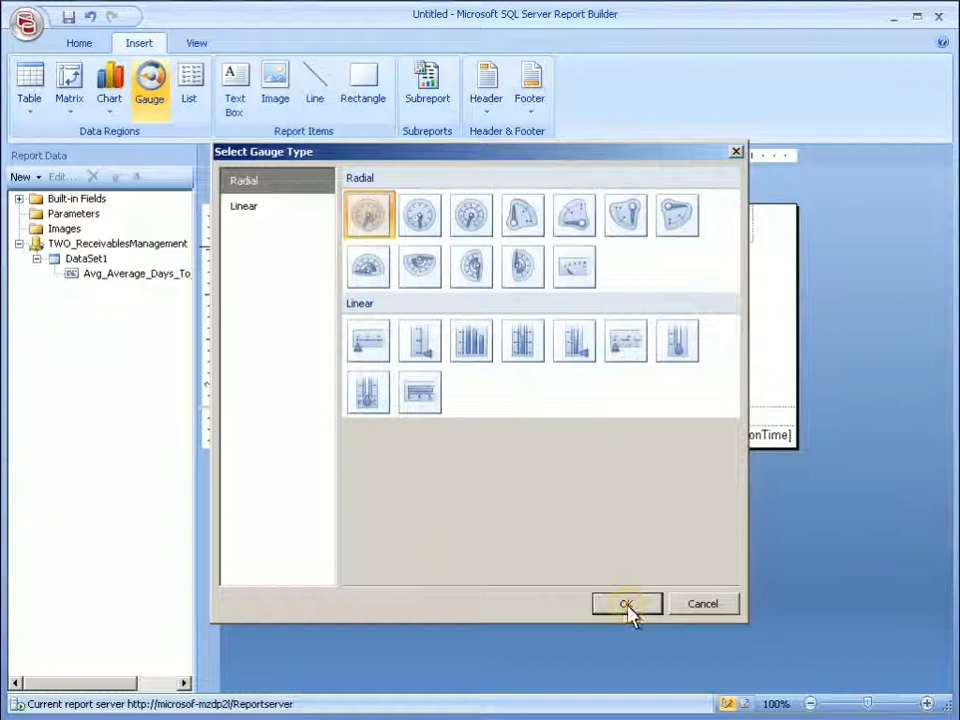 Untitled - Microsoft SQL Server Report Builder
Home Insert View
Table Matrix Chart Gauge List Text Box Image Line Rectangle Subreport Header Footer
Data Regions Report Items Subreports Header & Footer
Report Data
New Edit...
Built-in Fields
Parameters
Images
TWO_ReceivablesManagement
DataSet1
Avg_Average_Days_To_
Select Gauge Type
Radial
Linear
Radial
Linear
onTime]
OK Cancel
Current report server http://microsof-mzdp2l/Reportserver
100%